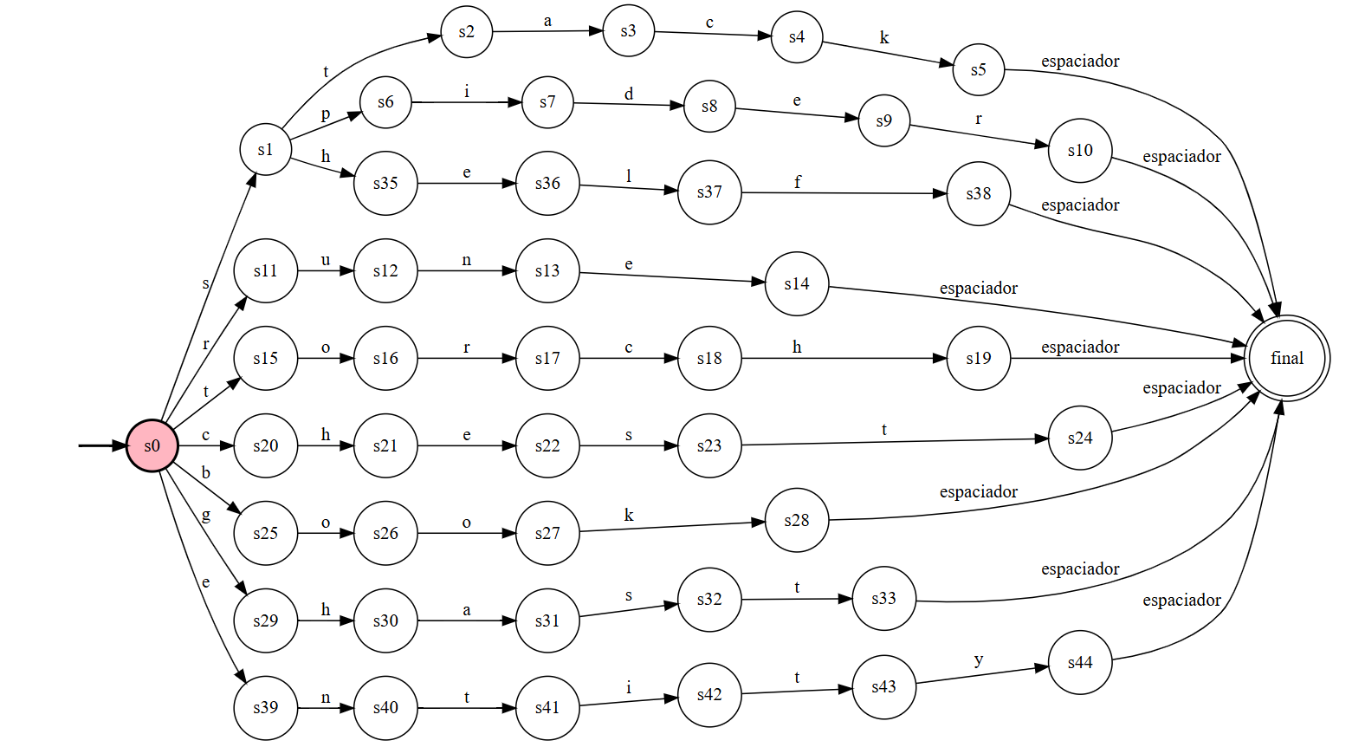 s0
s s1
t s2 a s3 c s4 k s5 espaciador
p s6 i s7 d s8 e s9 r s10 espaciador
h s35 e s36 l s37 f s38 espaciador
r s11 u s12 n s13 e s14 espaciador
t s15 o s16 r s17 c s18 h s19 espaciador
final
c s20 h s21 e s22 s s23 t s24 espaciador
b s25 o s26 o s27 k s28 espaciador
g s29 h s30 a s31 s s32 t s33 espaciador
e s39 n s40 t s41 i s42 t s43 y s44 espaciador